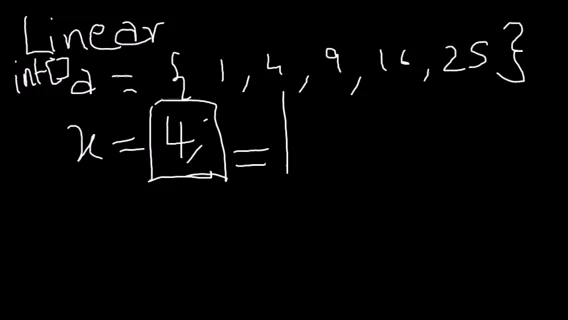 Linear
int[] a = { 1, 4, 9, 16, 25 }
x = 4; = 1